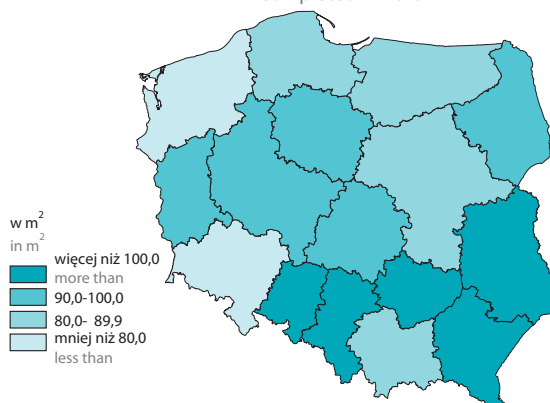 w m²
in m²
więcej niż 100,0
more than
90,0-100,0
80,0- 89,9
mniej niż 80,0
less than